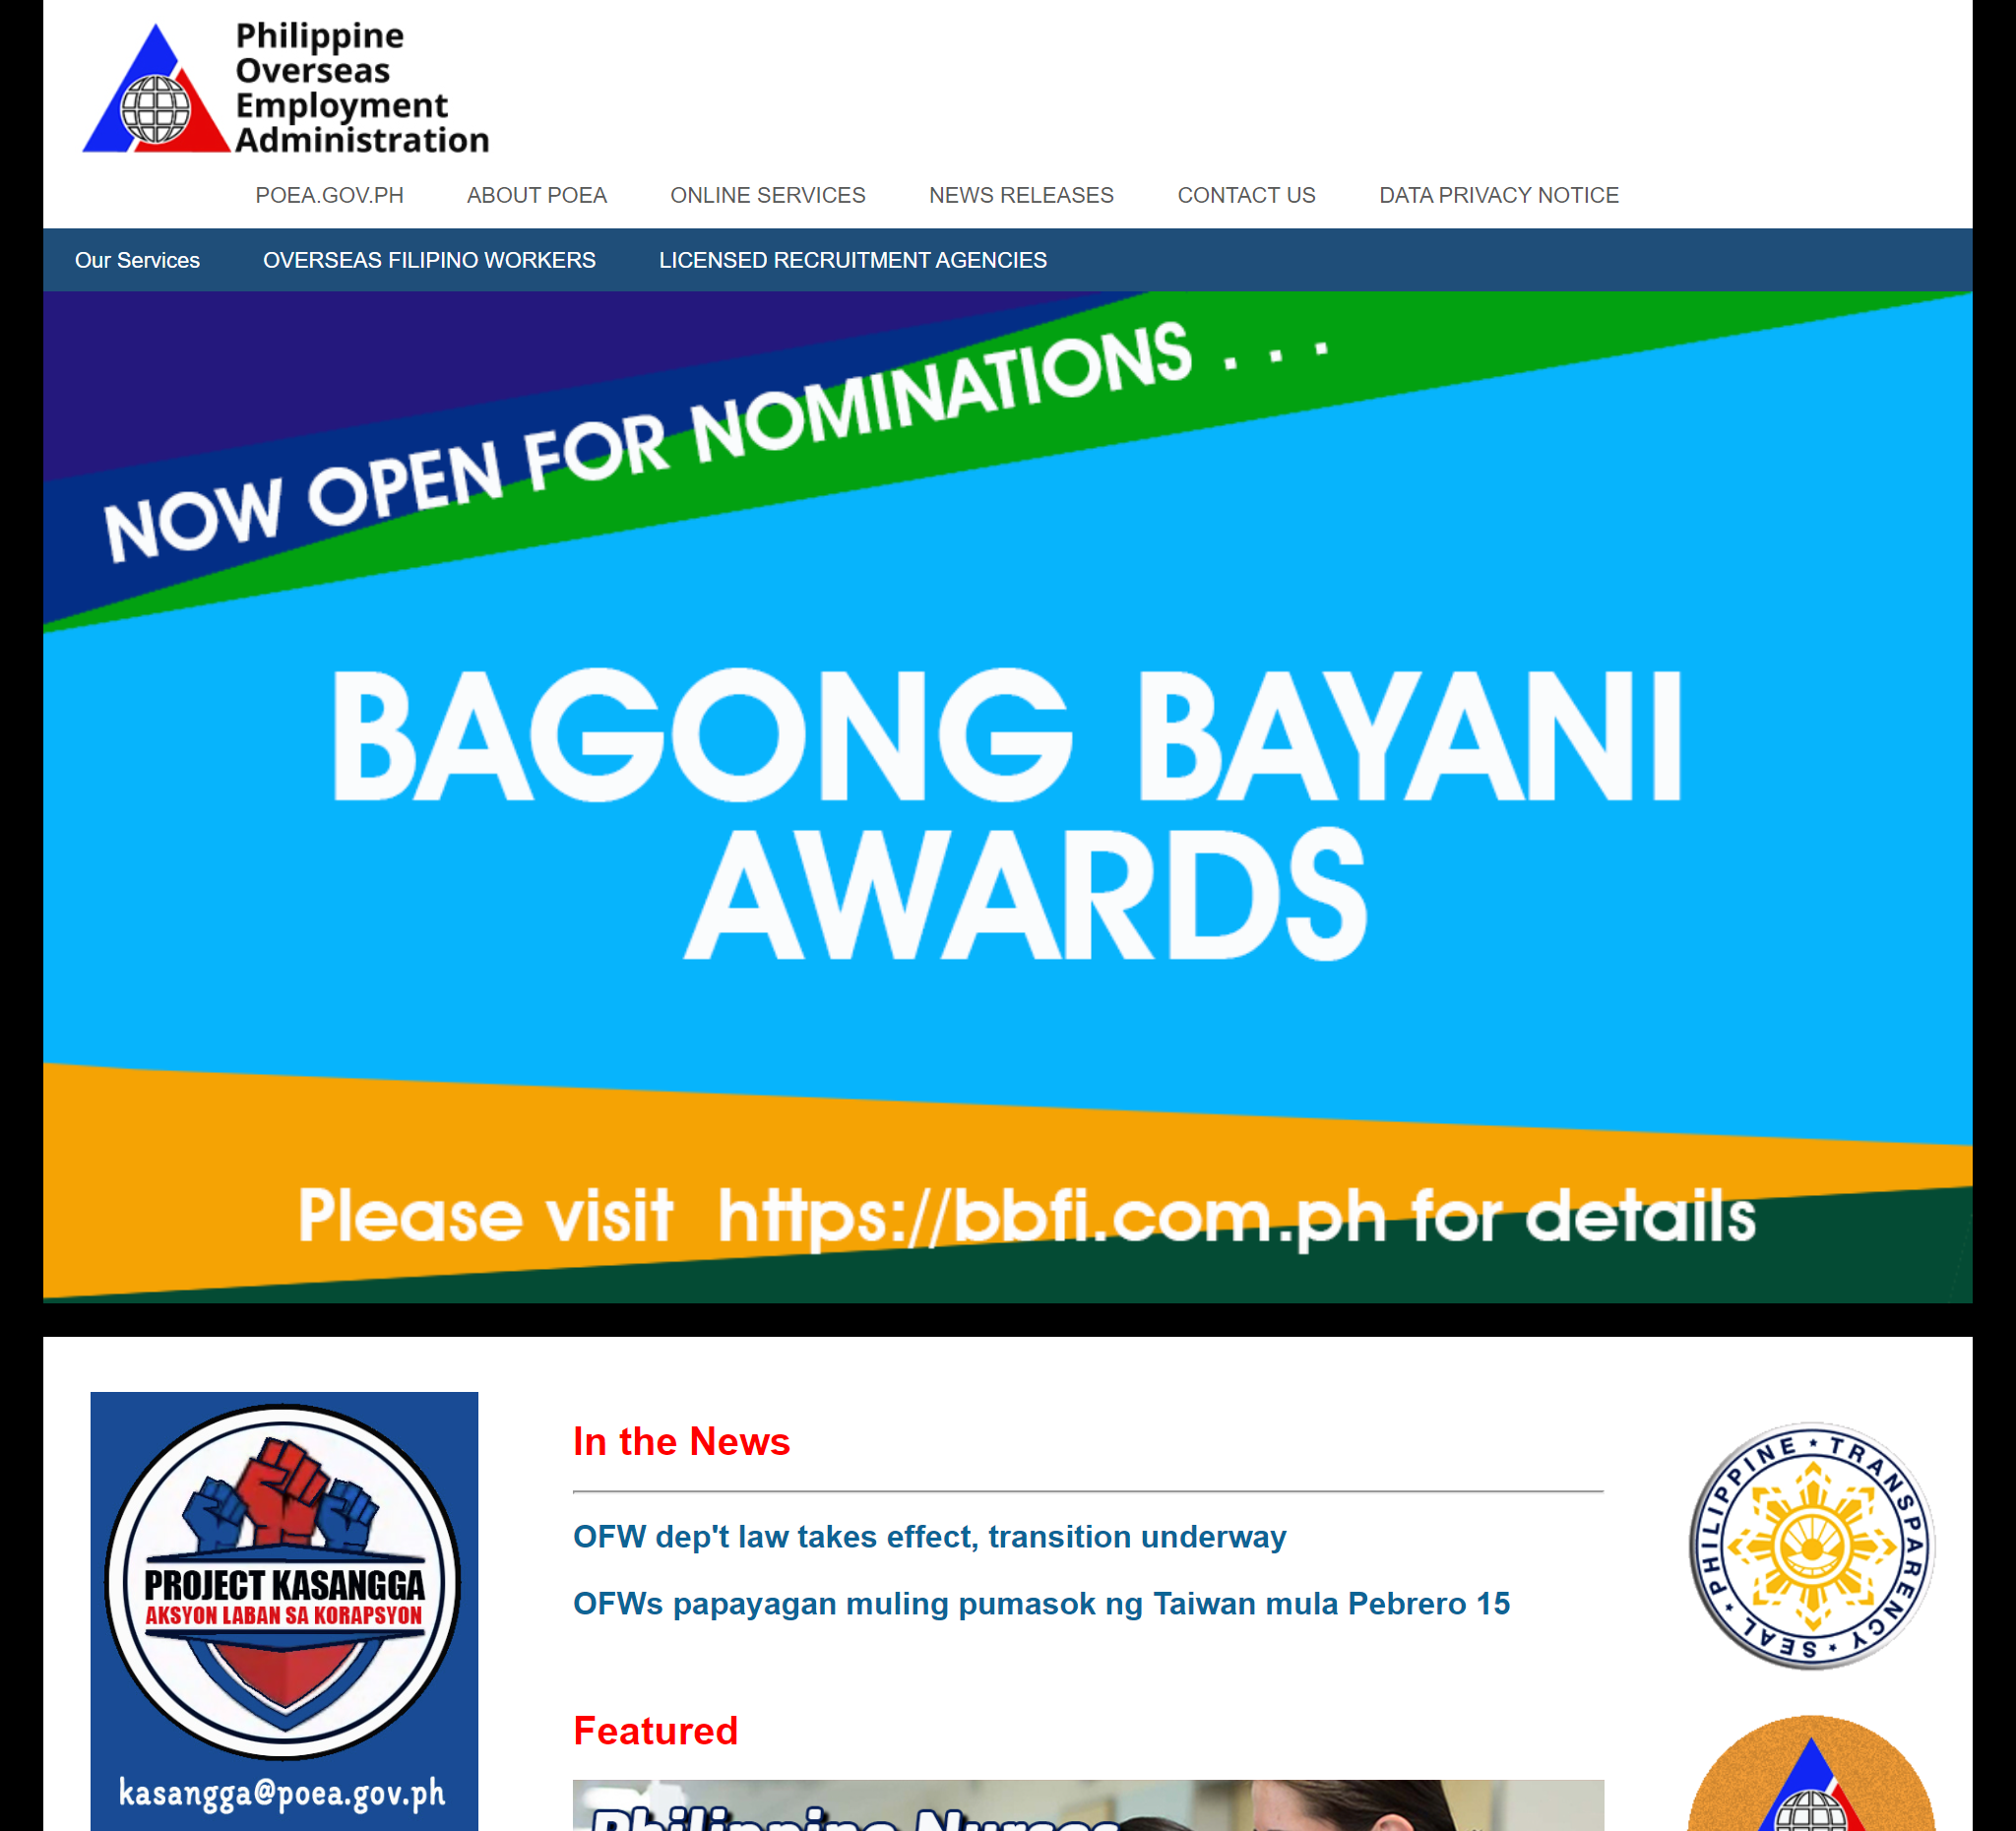 Philippine
Overseas
Employment
Administration
POEA.GOV.PH ABOUT POEA ONLINE SERVICES NEWS RELEASES CONTACT US DATA PRIVACY NOTICE
Our Services OVERSEAS FILIPINO WORKERS LICENSED RECRUITMENT AGENCIES
NOW OPEN FOR NOMINATIONS . . .
BAGONG BAYANI
AWARDS
Please visit https://bbfi.com.ph for details
PROJECT KASANGGA
AKSYON LABAN SA KORAPSYON
kasangga@poea.gov.ph
In the News
OFW dep't law takes effect, transition underway
OFWs papayagan muling pumasok ng Taiwan mula Pebrero 15
Featured
Philippine Nurses
PHILIPPINE TRANSPARENCY SEAL